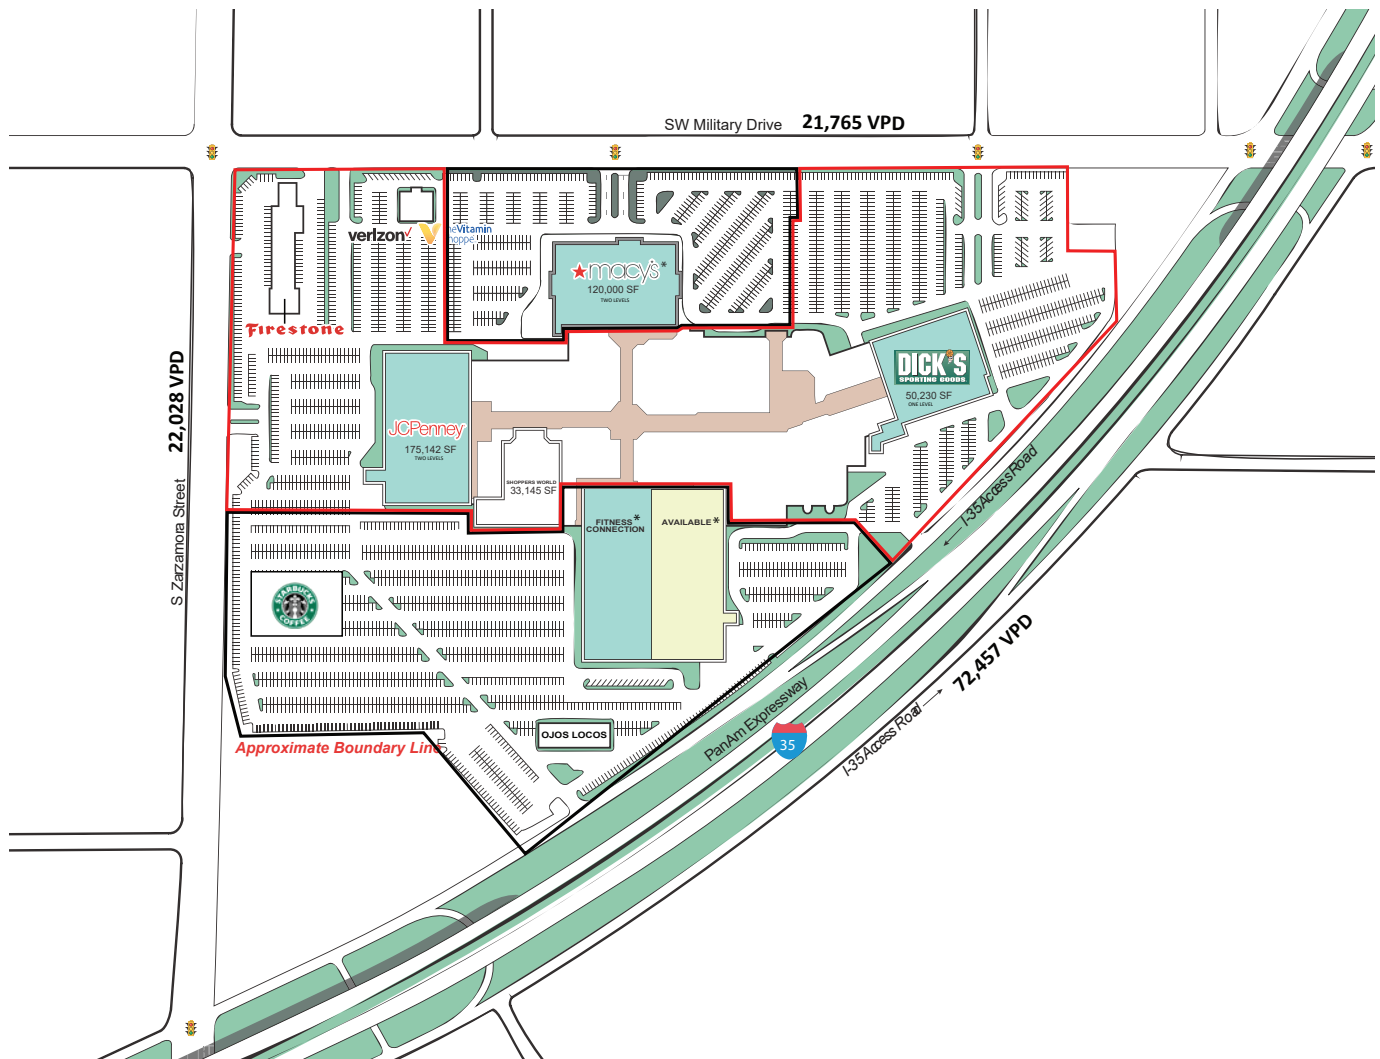 SW Military Drive 21,765 VPD
verizon✓
theVitamin
Shoppe
★macy's*
120,000 SF
TWO LEVELS
Firestone
22,028 VPD
S Zarzamora Street
DICK'S
SPORTING GOODS
50,230 SF
ONE LEVEL
JCPenney
175,142 SF
TWO LEVELS
SHOPPERS WORLD
33,145 SF
FITNESS*
CONNECTION
AVAILABLE*
I-35 Access Road
STARBUCKS
COFFEE
72,457 VPD
PanAm Expressway
OJOS LOCOS
35
I-35 Access Road
Approximate Boundary Line